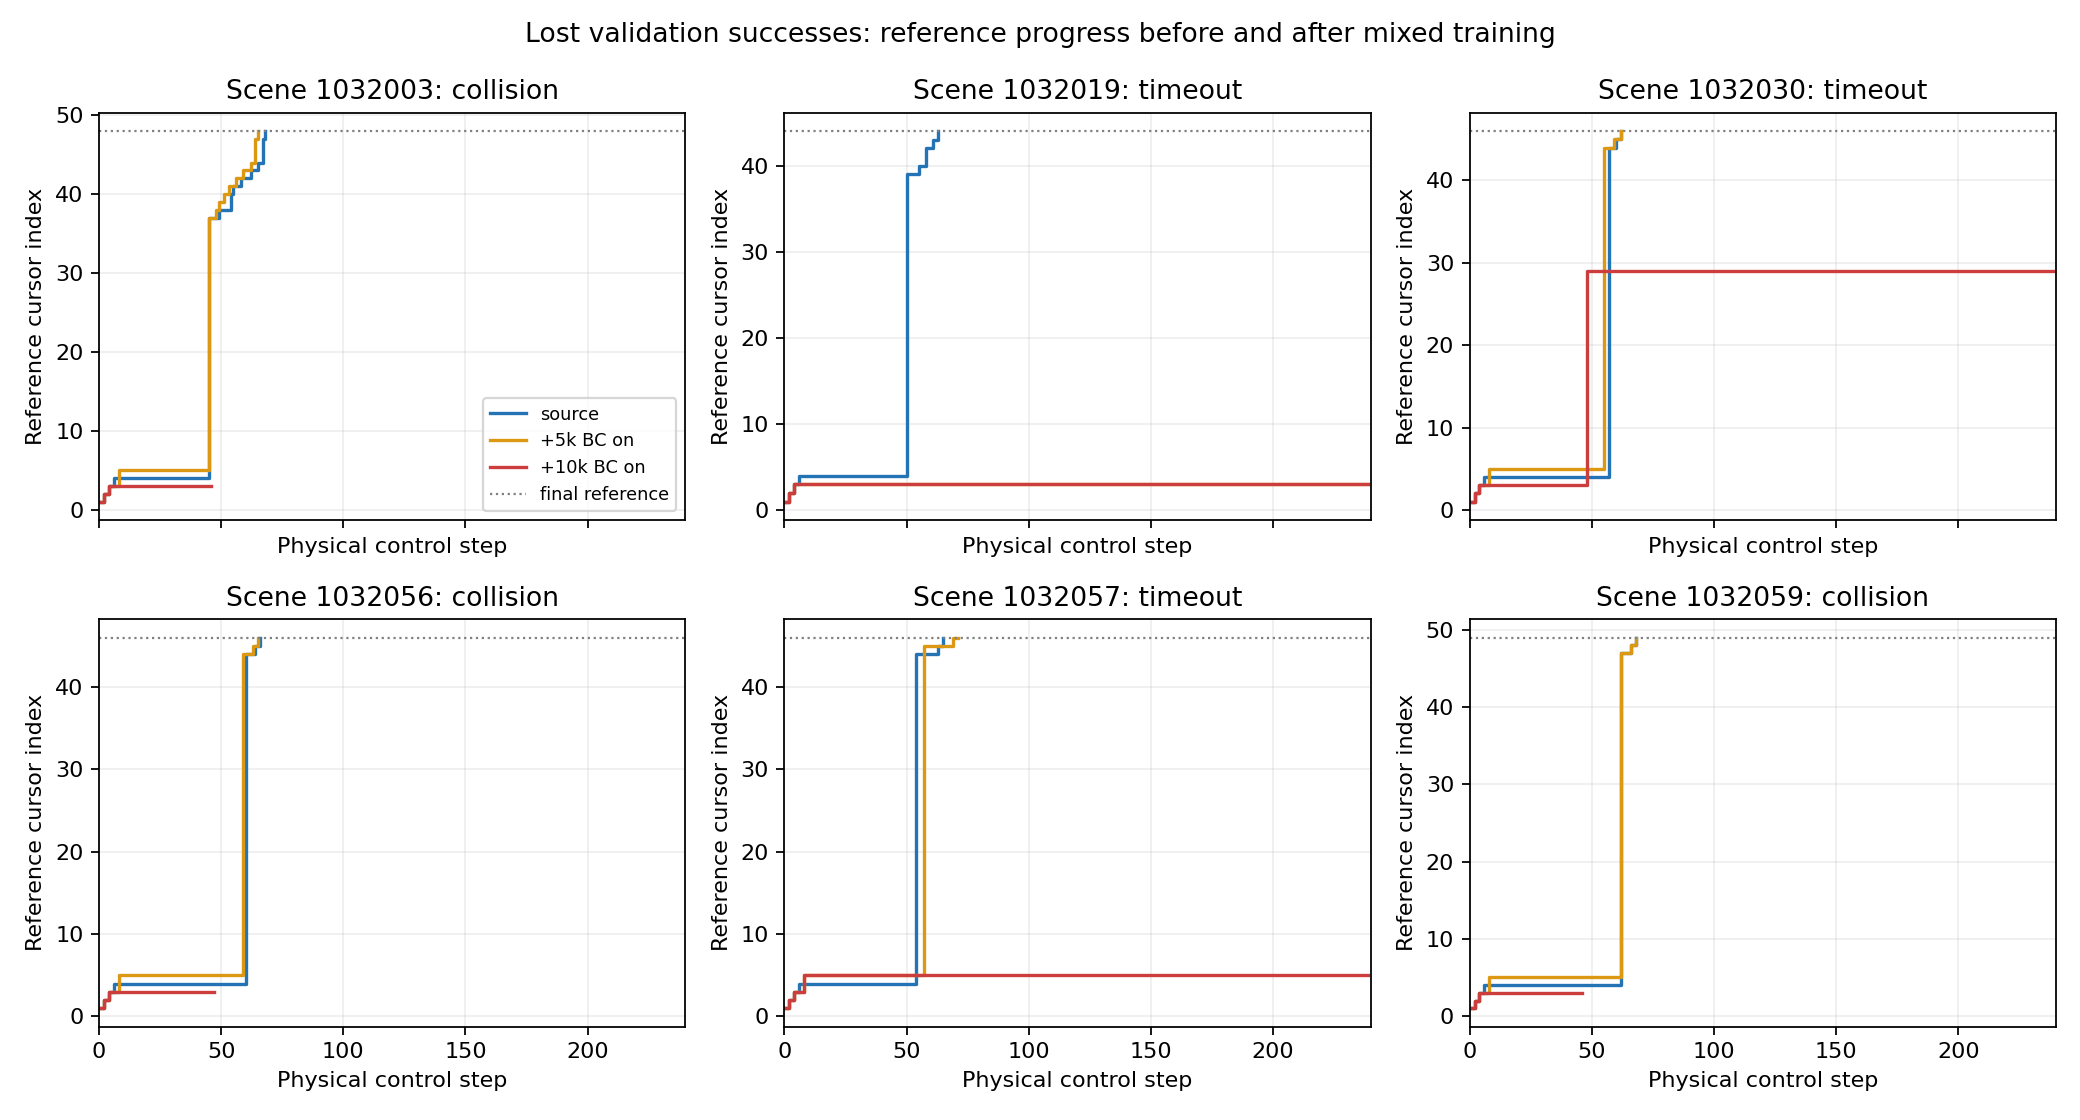 Lost validation successes: reference progress before and after mixed training
Scene 1032003: collision
Reference cursor index
50
40
30
20
10
0
source
+5k BC on
+10k BC on
final reference
Physical control step
Scene 1032019: timeout
Reference cursor index
40
30
20
10
0
Physical control step
Scene 1032030: timeout
Reference cursor index
40
30
20
10
0
Physical control step
Scene 1032056: collision
Reference cursor index
40
30
20
10
0
0 50 100 150 200
Physical control step
Scene 1032057: timeout
Reference cursor index
40
30
20
10
0
0 50 100 150 200
Physical control step
Scene 1032059: collision
Reference cursor index
50
40
30
20
10
0
0 50 100 150 200
Physical control step